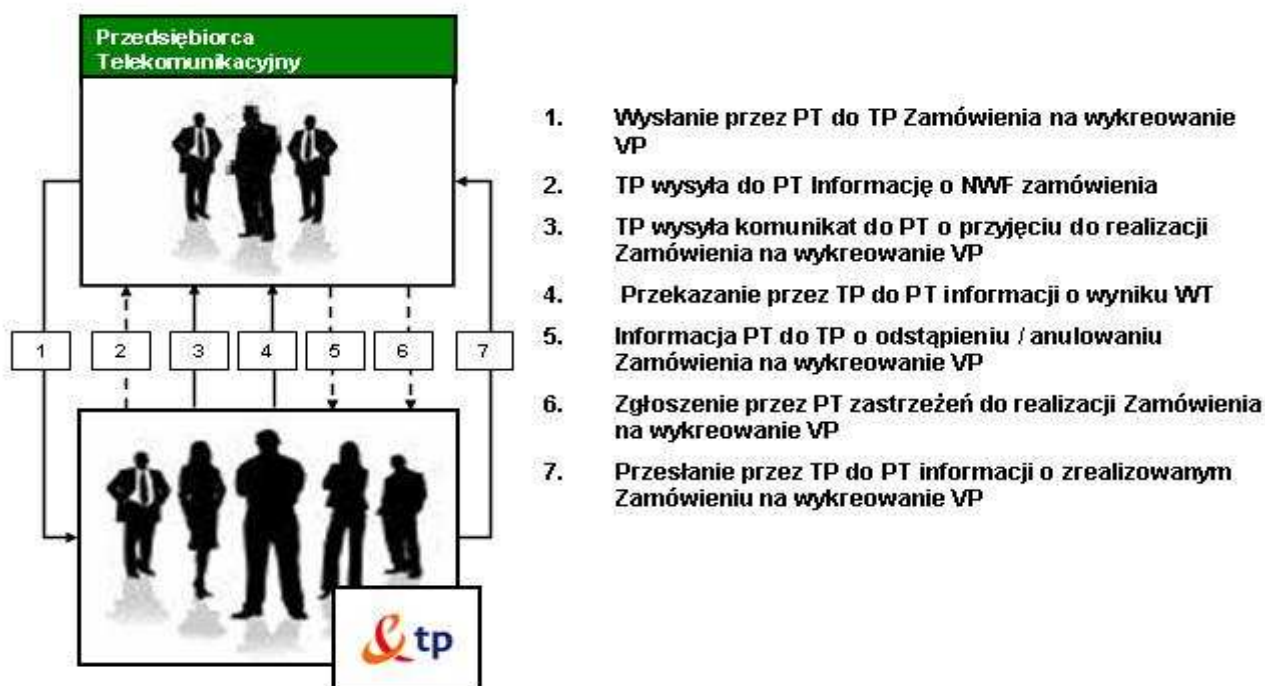 Przedsiębiorca
Telekomunikacyjny
1. Wysłanie przez PT do TP Zamówienia na wykreowanie
VP
2. TP wysyła do PT Informację o NWF zamówienia
3. TP wysyła komunikat do PT o przyjęciu do realizacji
Zamówienia na wykreowanie VP
4. Przekazanie przez TP do PT informacji o wyniku WT
5. Informacja PT do TP o odstąpieniu / anulowaniu
Zamówienia na wykreowanie VP
6. Zgłoszenie przez PT zastrzeżeń do realizacji Zamówienia
na wykreowanie VP
7. Przesłanie przez TP do PT informacji o zrealizowanym
Zamówieniu na wykreowanie VP
1 2 3 4 5 6 7
tp